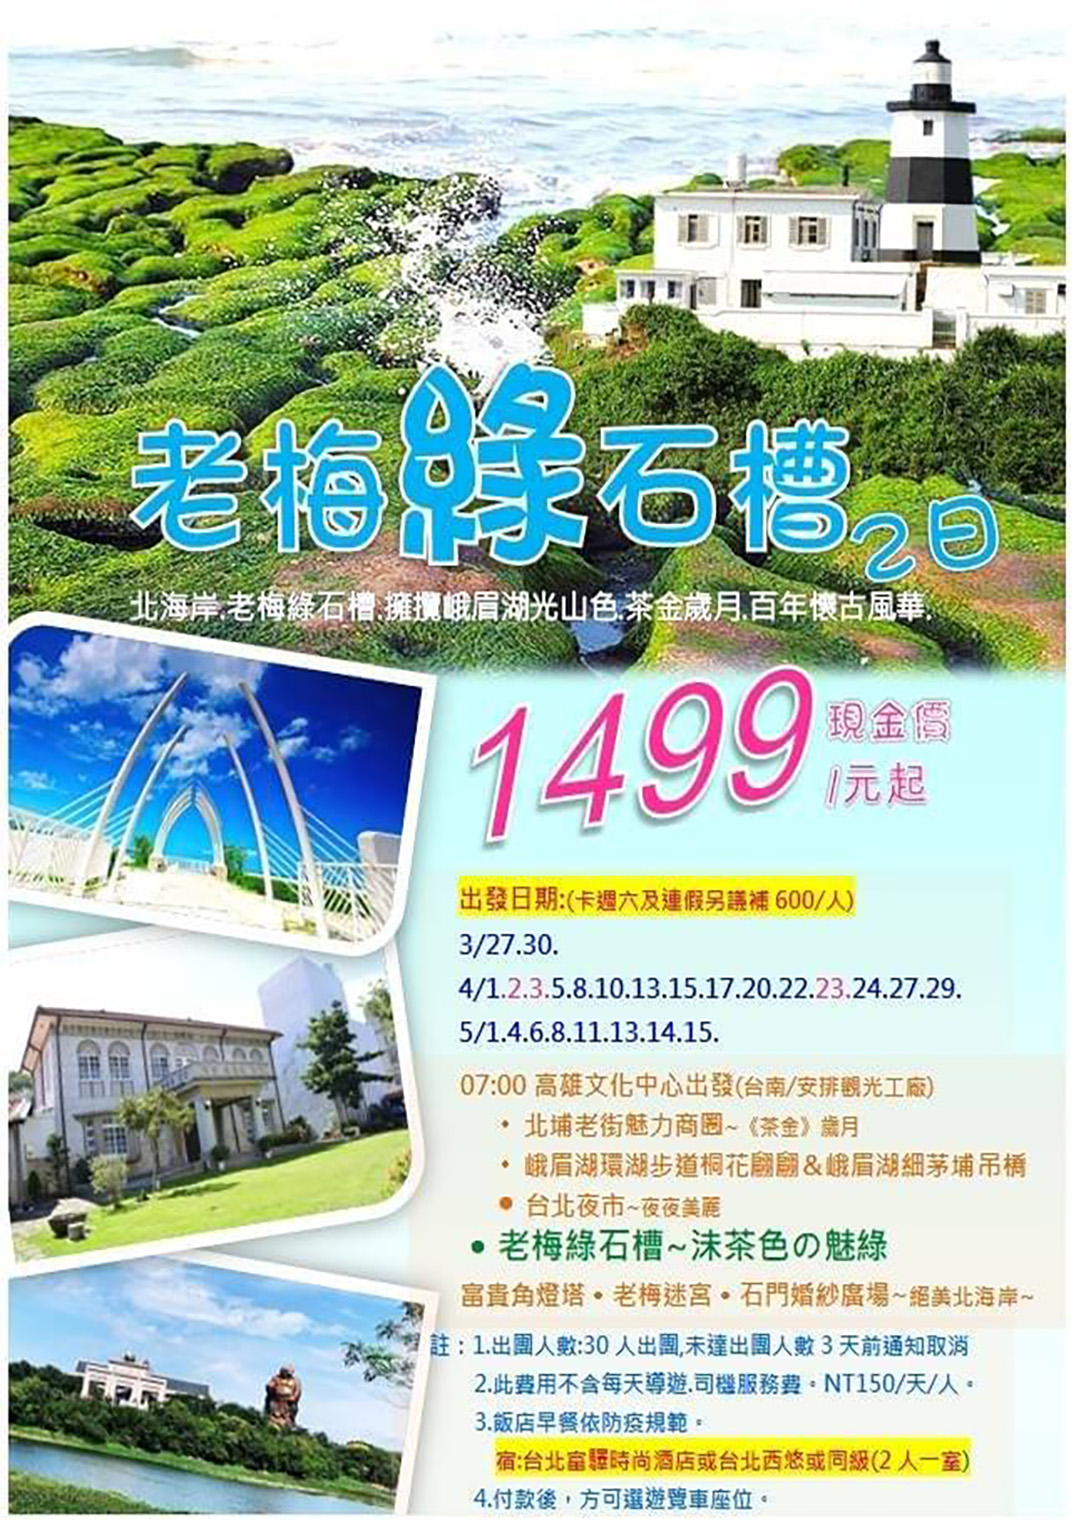 老梅綠石槽2日
北海岸.老梅綠石槽.擁攬峨眉湖光山色.茶金歲月.百年懷古風華.
1499
現金價
/元起
出發日期:(卡週六及連假另議補600/人)
3/27.30.
4/1.2.3.5.8.10.13.15.17.20.22.23.24.27.29.
5/1.4.6.8.11.13.14.15.
07:00 高雄文化中心出發(台南/安排觀光工廠)
• 北埔老街魅力商圈~《茶金》歲月
• 峨眉湖環湖步道桐花翩翩＆峨眉湖細茅埔吊橋
● 台北夜市~夜夜美麗
● 老梅綠石槽~沫茶色の魅綠
富貴角燈塔•老梅迷宮•石門婚紗廣場~絕美北海岸~
註：1.出團人數:30人出團,未達出團人數3天前通知取消
2.此費用不含每天導遊.司機服務費。NT150/天/人。
3.飯店早餐依防疫規範。
宿:台北富驛時尚酒店或台北西悠或同級(2人一室)
4.付款後，方可選遊覽車座位。